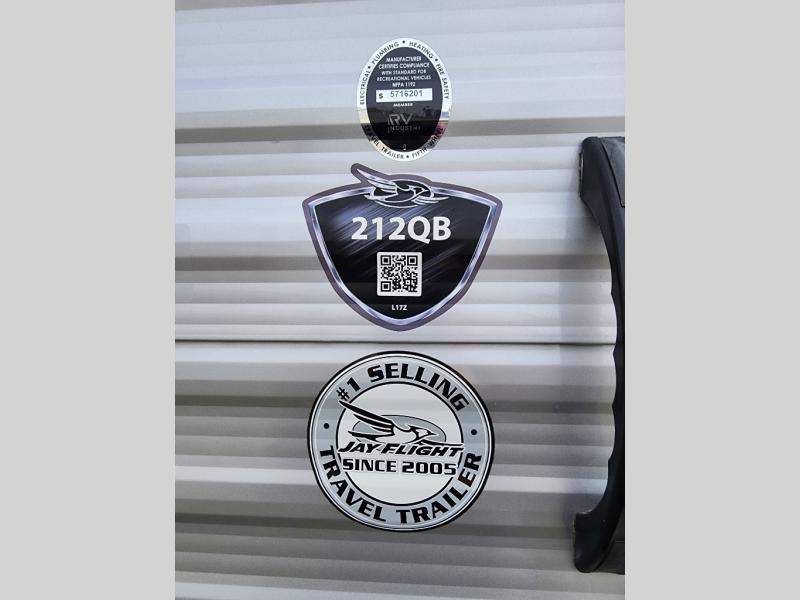 ELECTRICAL • PLUMBING • HEATING • FIRE SAFETY
MANUFACTURER
CERTIFIES COMPLIANCE
WITH STANDARD FOR
RECREATIONAL VEHICLES
NFPA 1192
S 5716201
MEMBER
RV
INDUSTRY
TRAVEL TRAILER • FIFTH WHEEL
212QB
L17Z
#1 SELLING
JAY FLIGHT
SINCE 2005
• TRAVEL TRAILER •